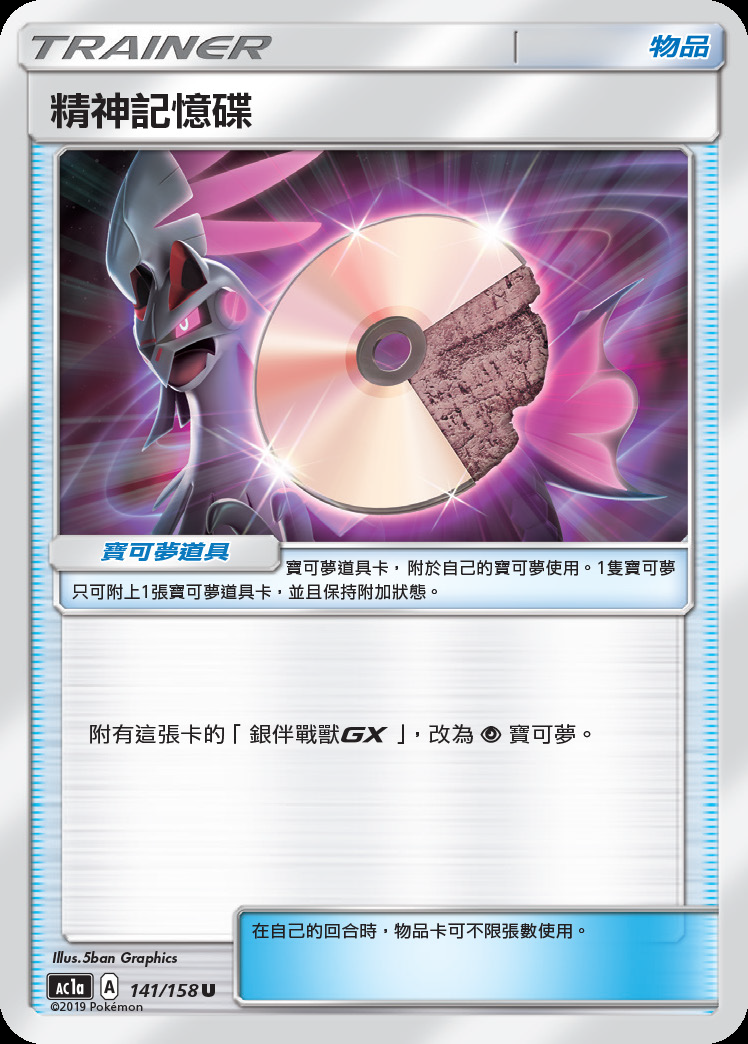 TRAINER
物品
精神記憶碟
寶可夢道具
寶可夢道具卡,附於自己的寶可夢使用。1隻寶可夢
只可附上1張寶可夢道具卡,並且保持附加狀態。
附有這張卡的「銀伴戰獸GX」,改為 寶可夢。
在自己的回合時,物品卡可不限張數使用。
Illus.5ban Graphics
AC1a A 141/158 U
©2019 Pokémon